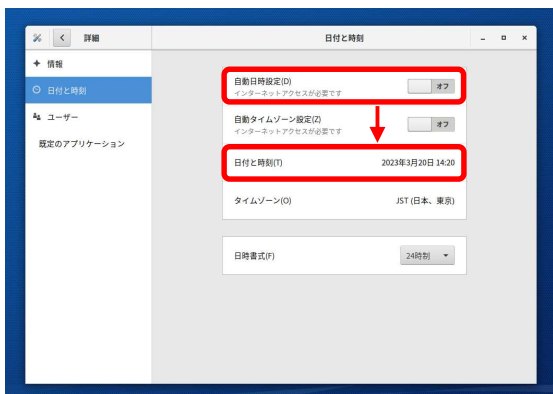 詳細
日付と時刻
情報
日付と時刻
ユーザー
既定のアプリケーション
自動日時設定(D)
インターネットアクセスが必要です
オフ
自動タイムゾーン設定(Z)
インターネットアクセスが必要です
オフ
日付と時刻(T)
2023年3月20日 14:20
タイムゾーン(O)
JST (日本、東京)
日時書式(F)
24時制